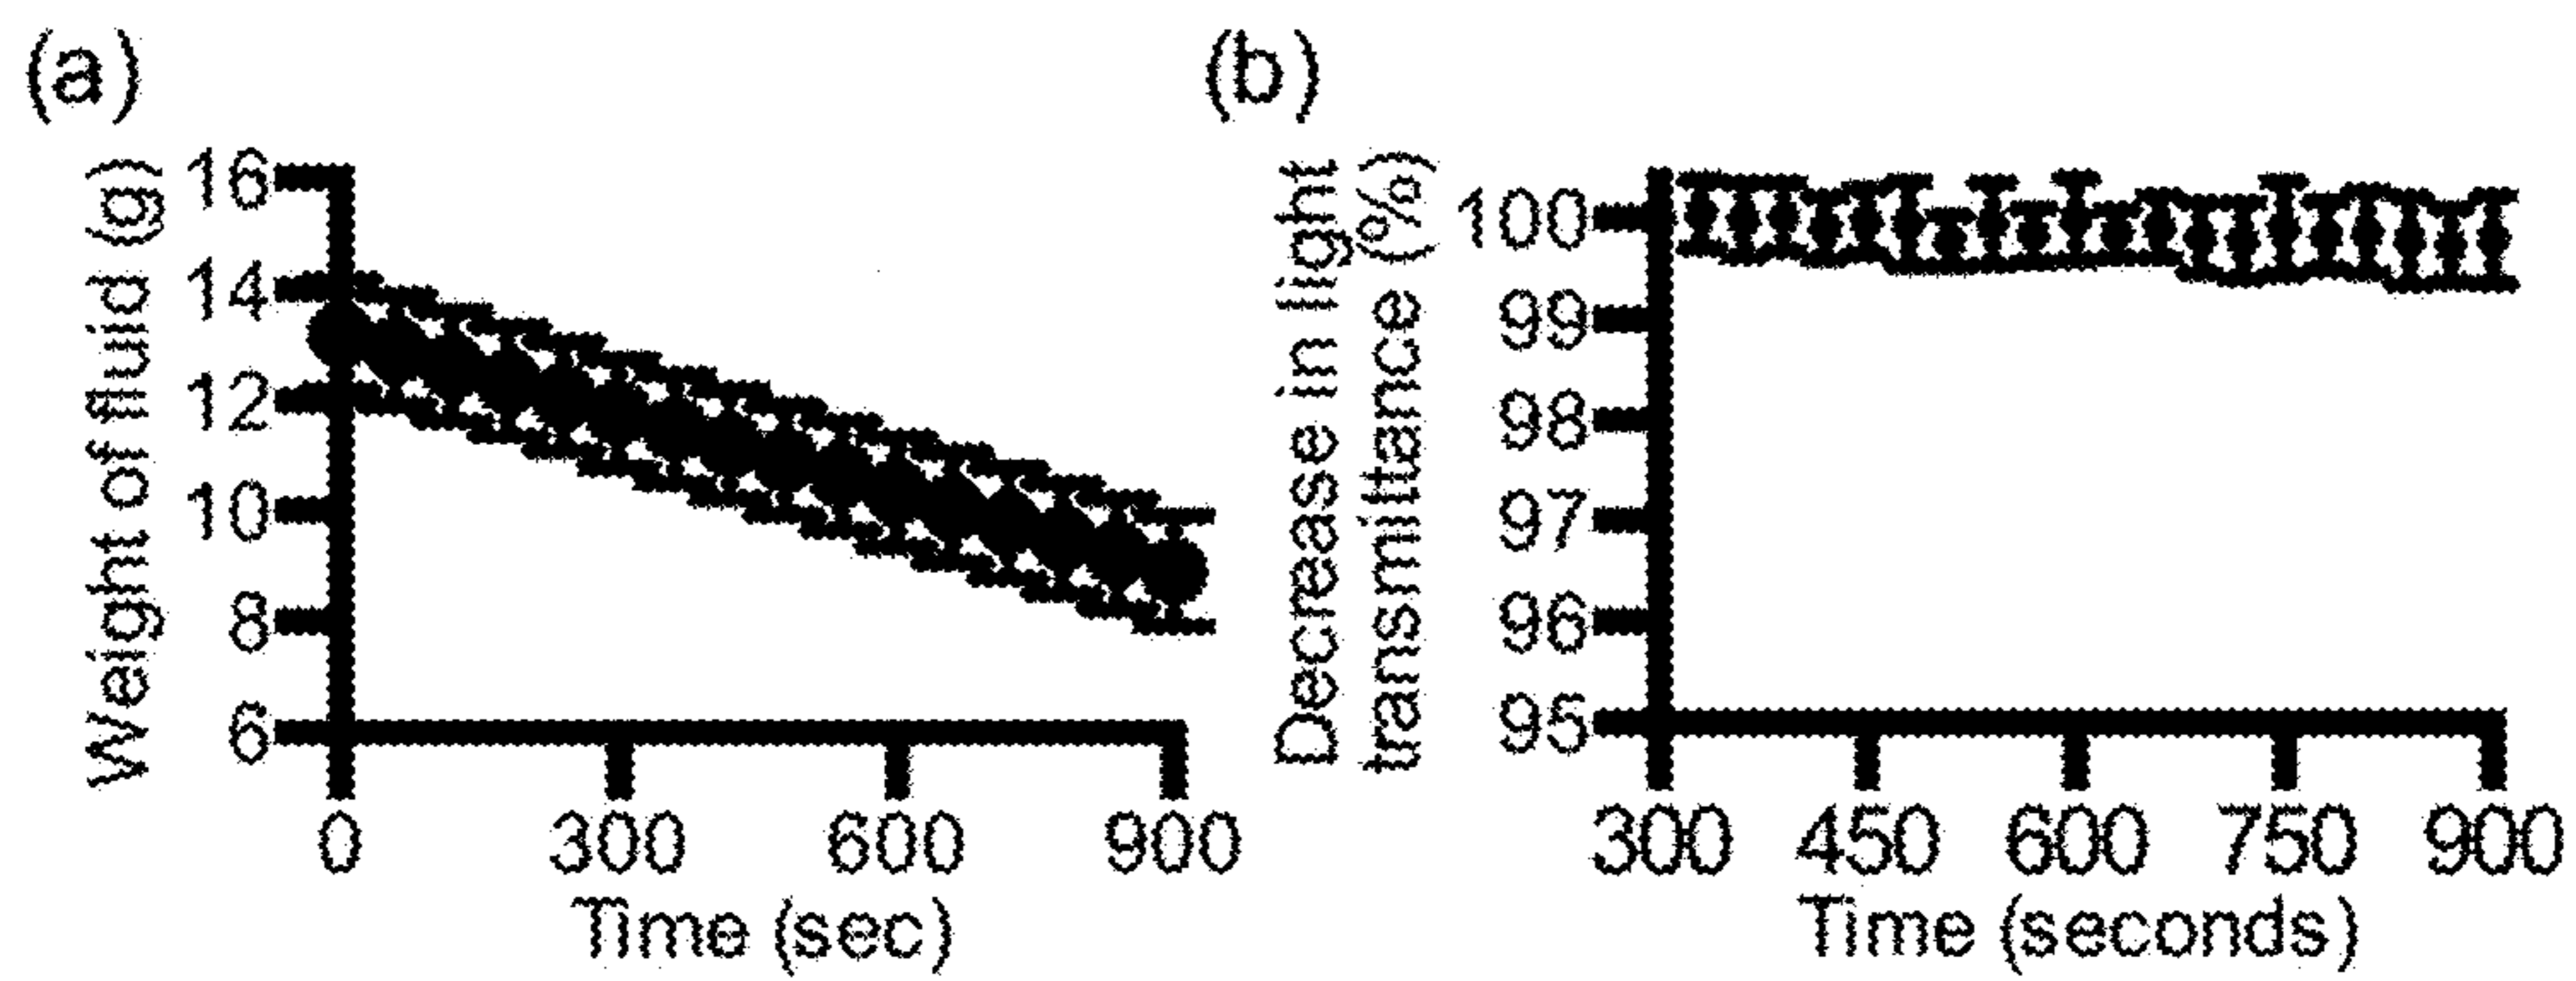 (a)
Weight of fluid (g)
16
14
12
10
8
6
0 300 600 900
Time (sec)
(b)
Decrease in light
transmittance (%)
100
99
98
97
96
95
300 450 600 750 900
Time (seconds)